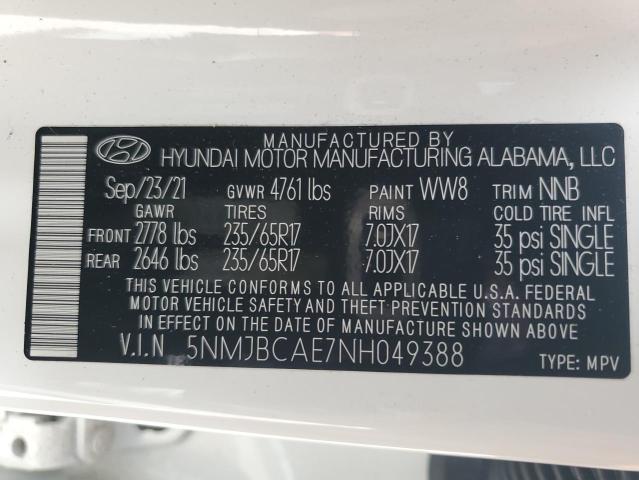 MANUFACTURED BY
HYUNDAI MOTOR MANUFACTURING ALABAMA, LLC
Sep/23/21 GVWR 4761 lbs PAINT WW8 TRIM NNB
GAWR TIRES RIMS COLD TIRE INFL
FRONT 2778 lbs 235/65R17 7.0JX17 35 psi SINGLE
REAR 2646 lbs 235/65R17 7.0JX17 35 psi SINGLE
THIS VEHICLE CONFORMS TO ALL APPLICABLE U.S.A. FEDERAL
MOTOR VEHICLE SAFETY AND THEFT PREVENTION STANDARDS
IN EFFECT ON THE DATE OF MANUFACTURE SHOWN ABOVE.
V.I.N 5NMJBCAE7NH049388 TYPE: MPV